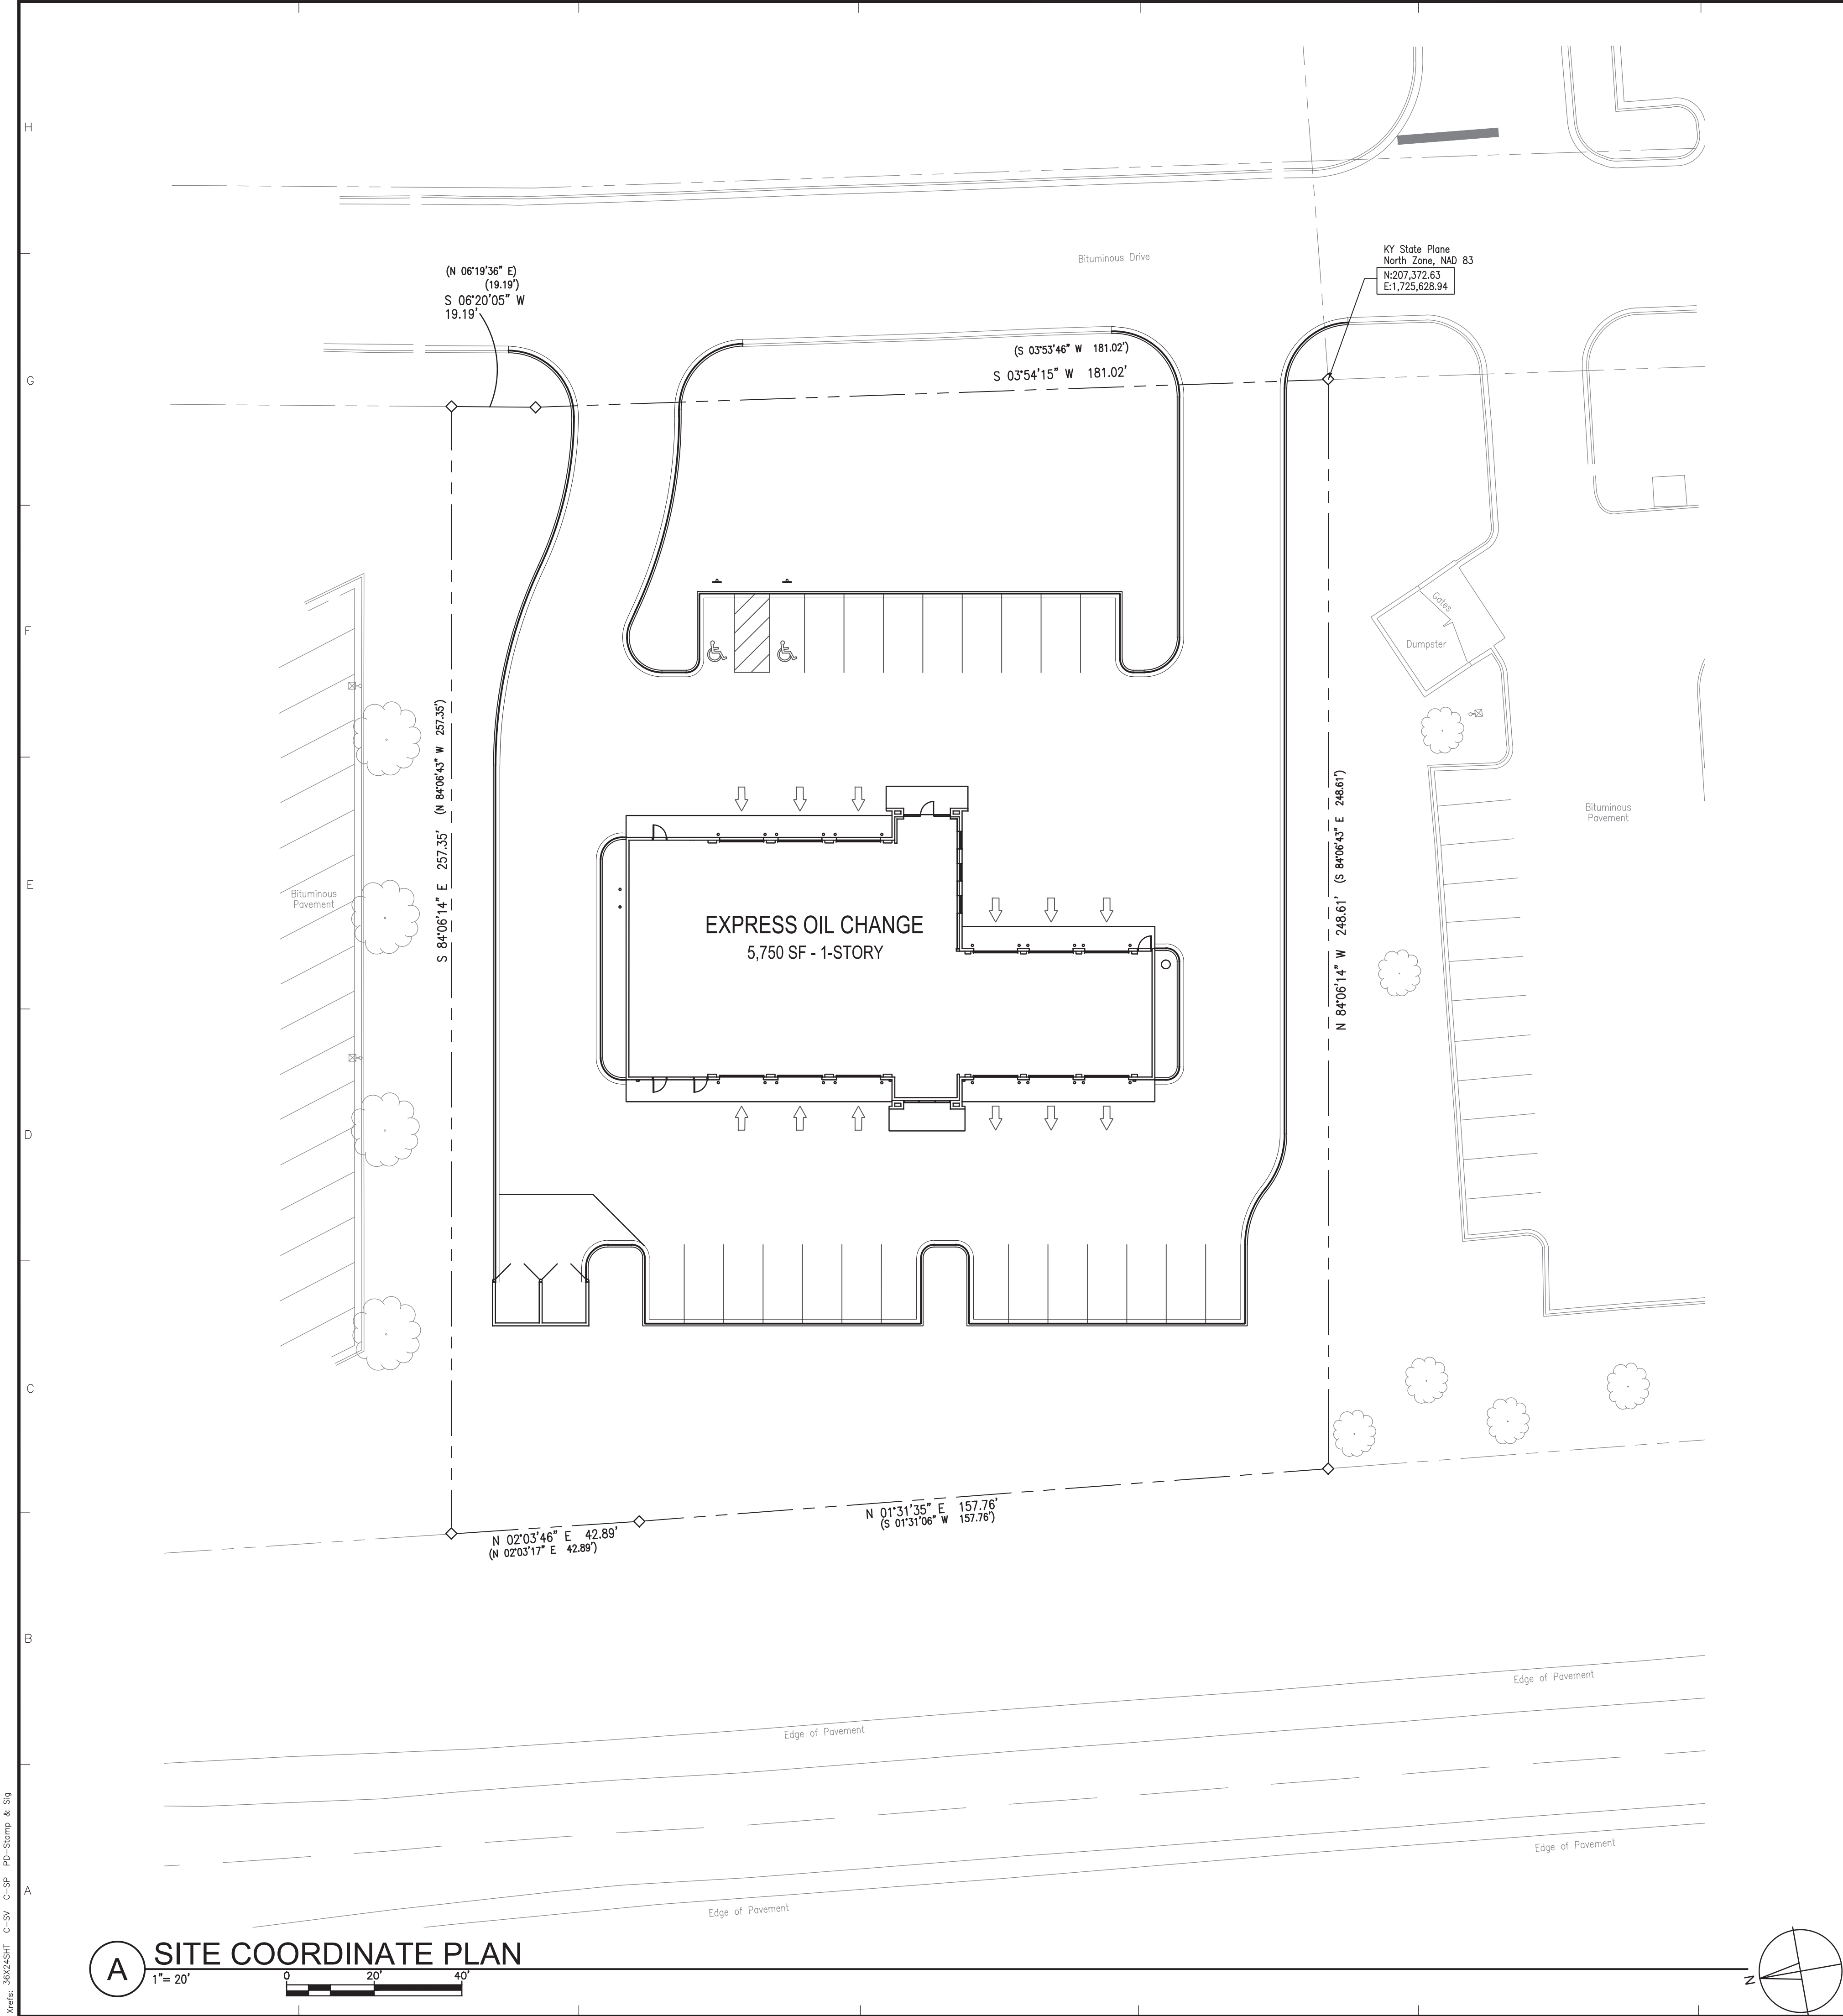 H
G
F
E
D
C
B
A
(N 06°19'36" E)
(19.19')
S 06°20'05" W
19.19'
Bituminous Drive
KY State Plane
North Zone, NAD 83
N:207,372.63
E:1,725,628.94
(S 03°53'46" W 181.02')
S 03°54'15" W 181.02'
Gates
Dumpster
S 84°06'14" E 257.35' (N 84°06'43" W 257.35')
N 84°06'14" W 248.61' (S 84°06'43" E 248.61')
Bituminous
Pavement
Bituminous
Pavement
EXPRESS OIL CHANGE
5,750 SF - 1-STORY
N 01°31'35" E 157.76'
(S 01°31'06" W 157.76')
N 02°03'46" E 42.89'
(N 02°03'17" E 42.89')
Edge of Pavement
Edge of Pavement
Edge of Pavement
Edge of Pavement
A
SITE COORDINATE PLAN
1"= 20'
0 20' 40'
N
Xrefs: 36X24SHT C-SV C-SP PD-Stamp & Sig